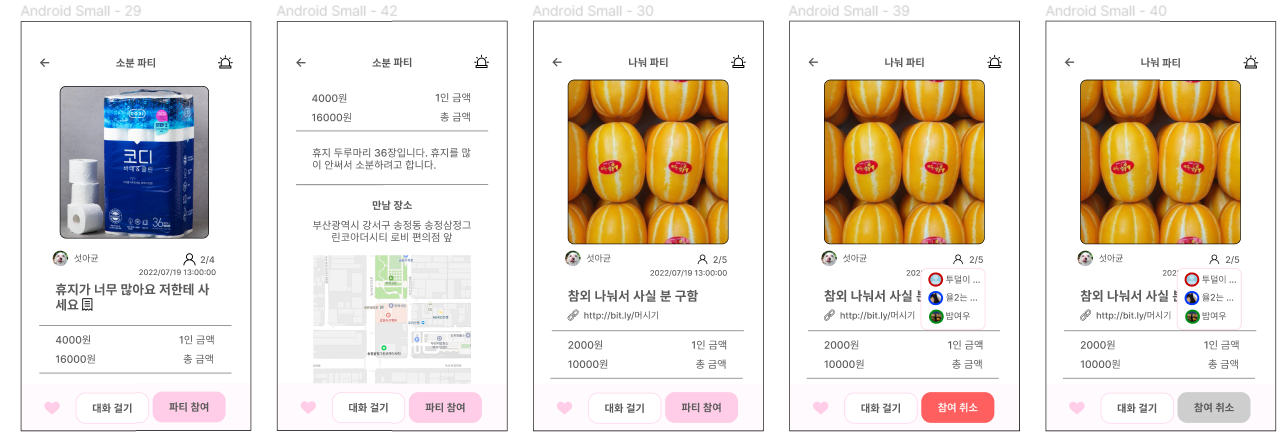 Android Small - 29
소분 파티
코디
36
섯아균
2/4
2022/07/19 13:00:00
휴지가 너무 많아요 저한테 사
세요
4000원 1인 금액
16000원 총 금액
대화 걸기
파티 참여
Android Small - 42
소분 파티
4000원 1인 금액
16000원 총 금액
휴지 두루마리 36장입니다. 휴지를 많
이 안써서 소분하려고 합니다.
만남 장소
부산광역시 강서구 송정동 송정삼정그
린코아더시티 로비 편의점 앞
대화 걸기
파티 참여
Android Small - 30
나눠 파티
섯아균
2/5
2022/07/19 13:00:00
참외 나눠서 사실 분 구함
http://bit.ly/머시기
2000원 1인 금액
10000원 총 금액
대화 걸기
파티 참여
Android Small - 39
나눠 파티
섯아균
2/5
202
투덜이 ...
참외 나눠서 사실
율2는 ...
http://bit.ly/머시기
밤여우
2000원 1인 금액
10000원 총 금액
대화 걸기
참여 취소
Android Small - 40
나눠 파티
섯아균
2/5
202
투덜이 ...
참외 나눠서 사실
율2는 ...
http://bit.ly/머시기
밤여우
2000원 1인 금액
10000원 총 금액
대화 걸기
참여 취소